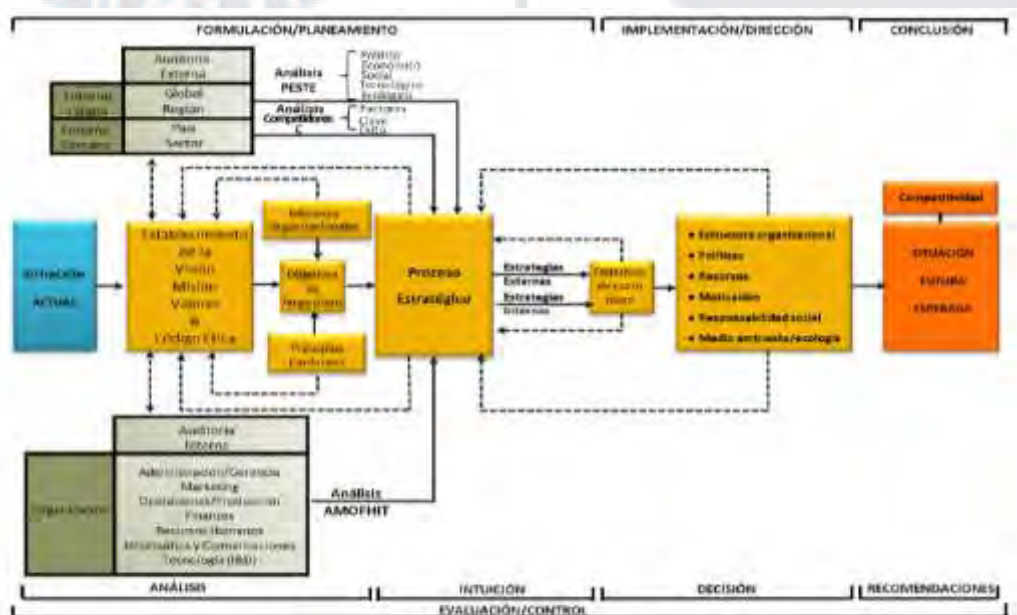 FORMULACIÓN/PLANEAMIENTO
IMPLEMENTACIÓN/DIRECCIÓN
CONCLUSIÓN
Auditoría
Externa
Global
Región
País
Sector
Entorno
Entorno
Análisis
PESTE
Político
Económico
Social
Tecnológico
Ecológico
Análisis
Competidores
Factores
Clave
Éxito
SITUACIÓN
ACTUAL
Establecimiento
de la
Visión
Misión
Valores
Código Ética
Intereses
Organizacionales
Objetivos
de
Largo Plazo
Principios
Cardinales
Proceso
Estratégico
Estrategias
Externas
Estrategias
Internas
Objetivos
de corto
plazo
• Estructura organizacional
• Políticas
• Recursos
• Motivación
• Responsabilidad social
• Medio ambiente/ecología
Competitividad
SITUACIÓN
FUTURA
ESPERADA
Auditoría
Interna
Organización
Administración/Gerencia
Marketing
Operaciones/Producción
Finanzas
Recursos Humanos
Informática y Comunicaciones
Tecnología (I&D)
Análisis
AMOFHIT
ANÁLISIS
INTUICIÓN
DECISIÓN
RECOMENDACIONES
EVALUACIÓN/CONTROL